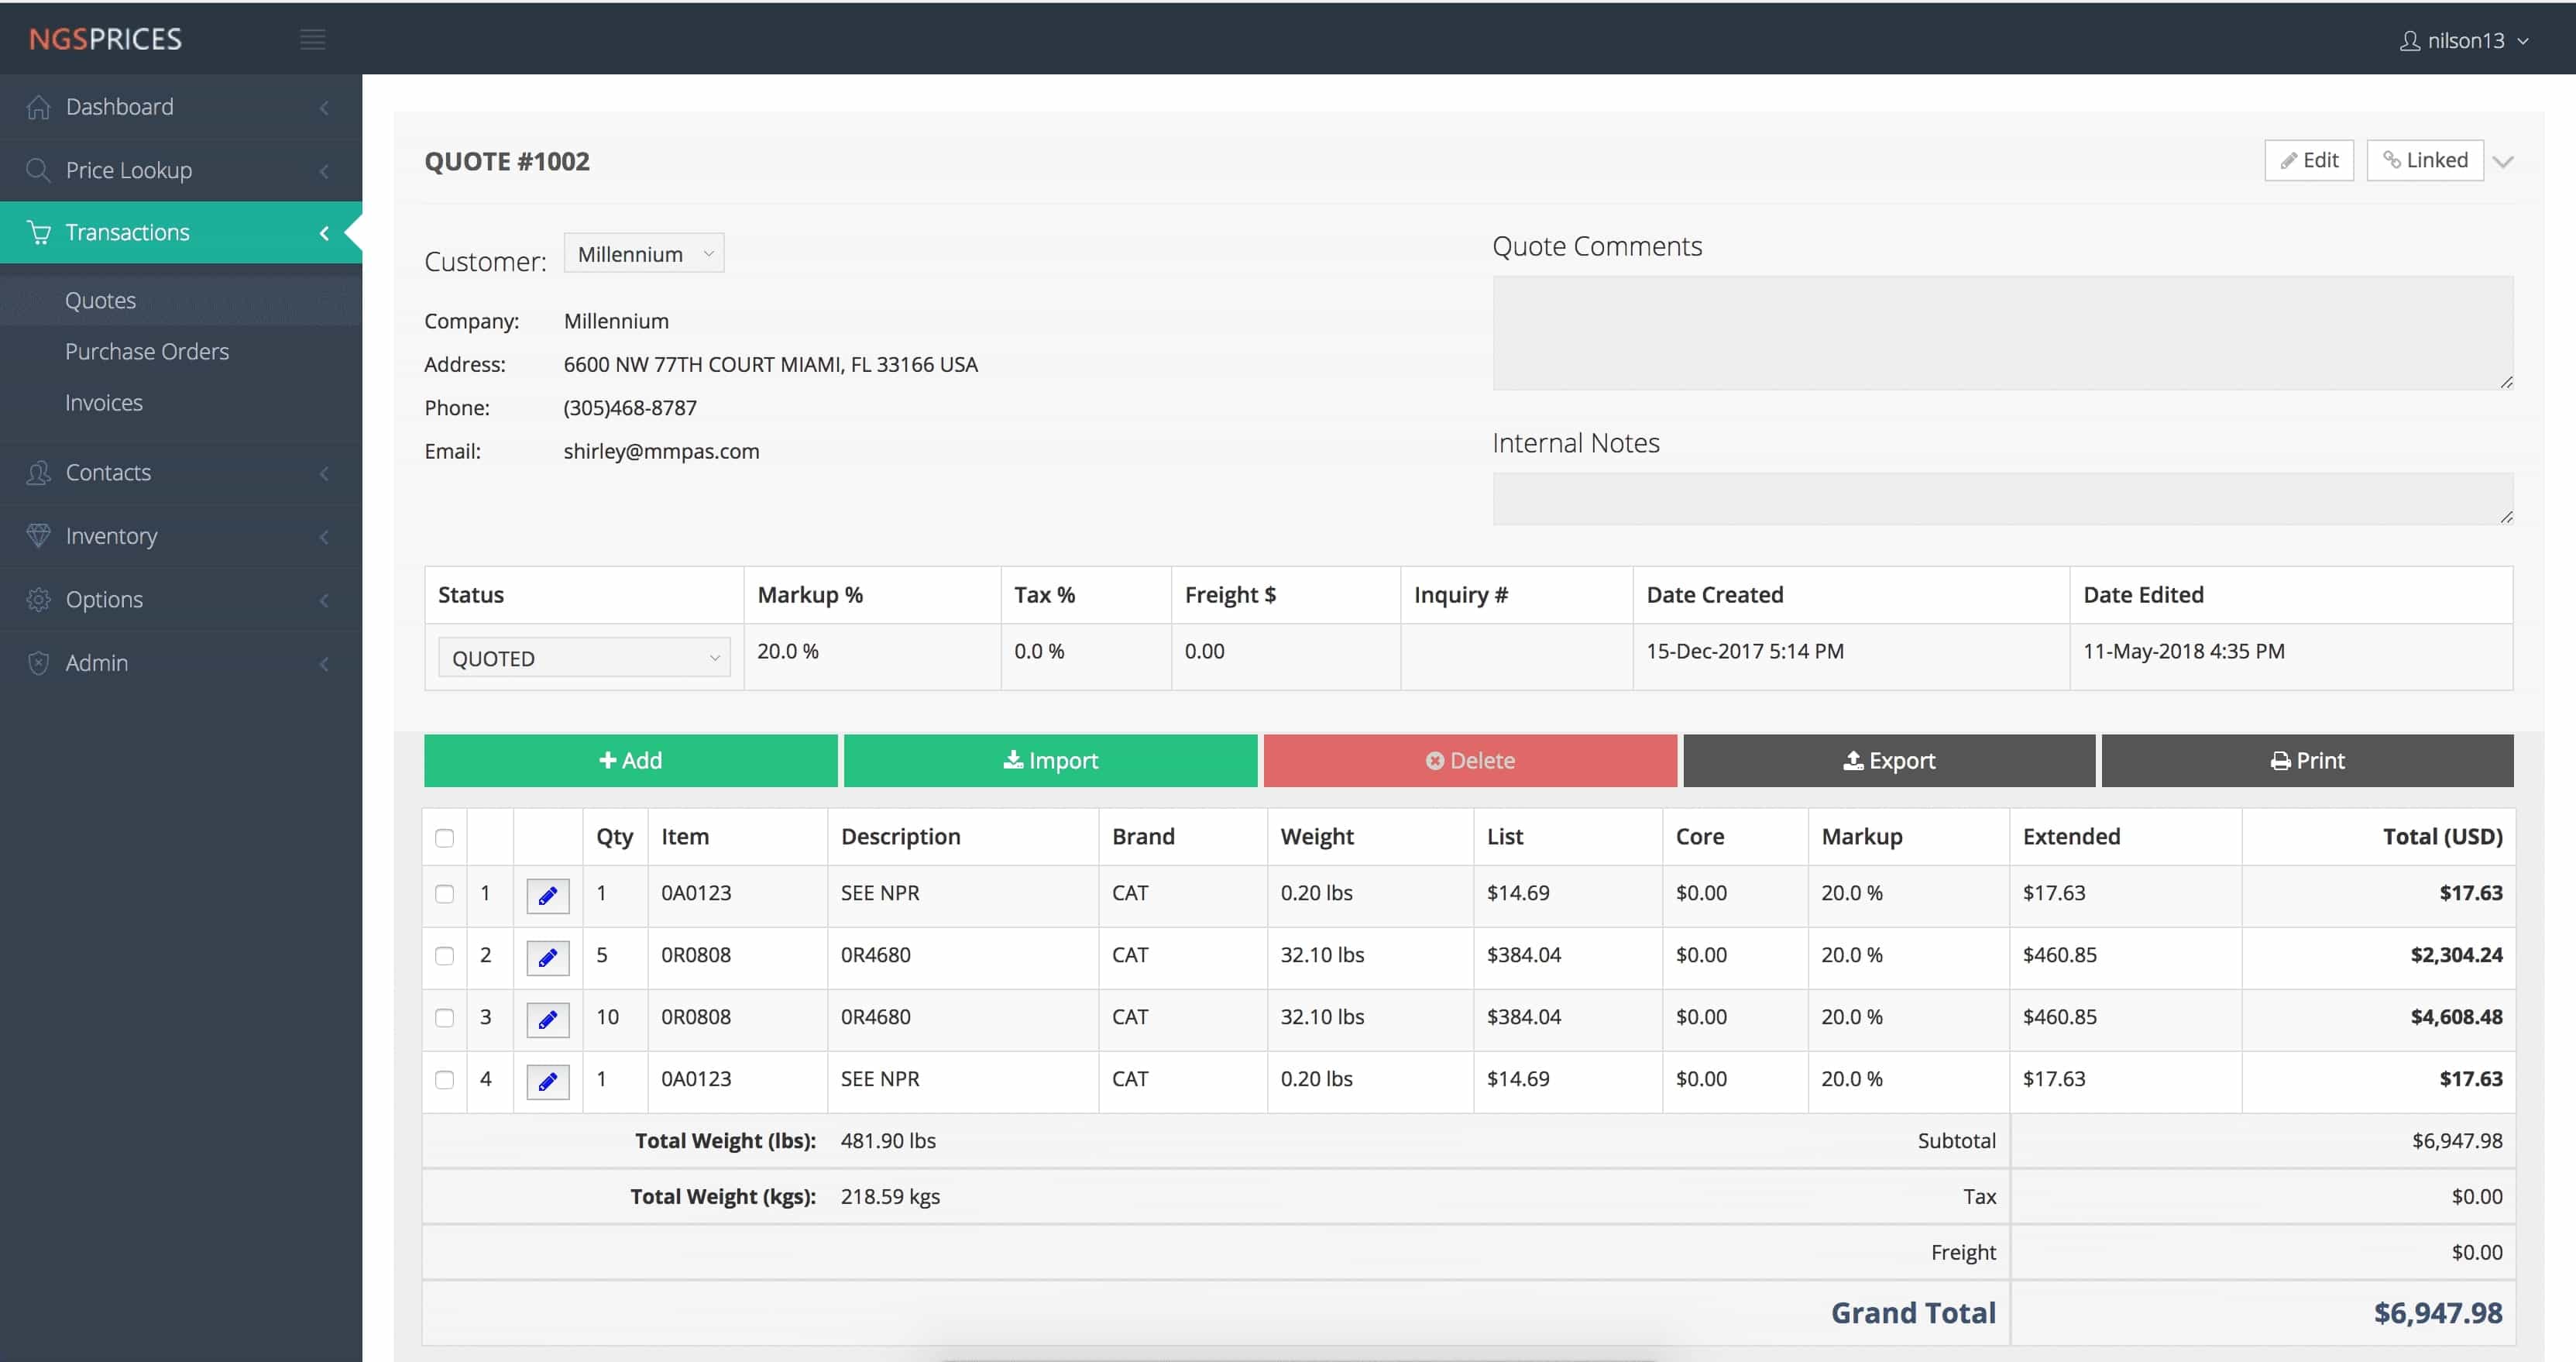 NGSPRICES
nilson13
Dashboard
Price Lookup
Transactions
Quotes
Purchase Orders
Invoices
Contacts
Inventory
Options
Admin
QUOTE #1002
Edit Linked
Customer: Millennium
Company: Millennium
Address: 6600 NW 77TH COURT MIAMI, FL 33166 USA
Phone: (305)468-8787
Email: shirley@mmpas.com
Quote Comments
Internal Notes
Status Markup % Tax % Freight $ Inquiry # Date Created Date Edited
QUOTED 20.0 % 0.0 % 0.00 15-Dec-2017 5:14 PM 11-May-2018 4:35 PM
Add Import Delete Export Print
Qty Item Description Brand Weight List Core Markup Extended Total (USD)
1 1 0A0123 SEE NPR CAT 0.20 lbs $14.69 $0.00 20.0 % $17.63 $17.63
2 5 0R0808 0R4680 CAT 32.10 lbs $384.04 $0.00 20.0 % $460.85 $2,304.24
3 10 0R0808 0R4680 CAT 32.10 lbs $384.04 $0.00 20.0 % $460.85 $4,608.48
4 1 0A0123 SEE NPR CAT 0.20 lbs $14.69 $0.00 20.0 % $17.63 $17.63
Total Weight (lbs): 481.90 lbs Subtotal $6,947.98
Total Weight (kgs): 218.59 kgs Tax $0.00
Freight $0.00
Grand Total $6,947.98